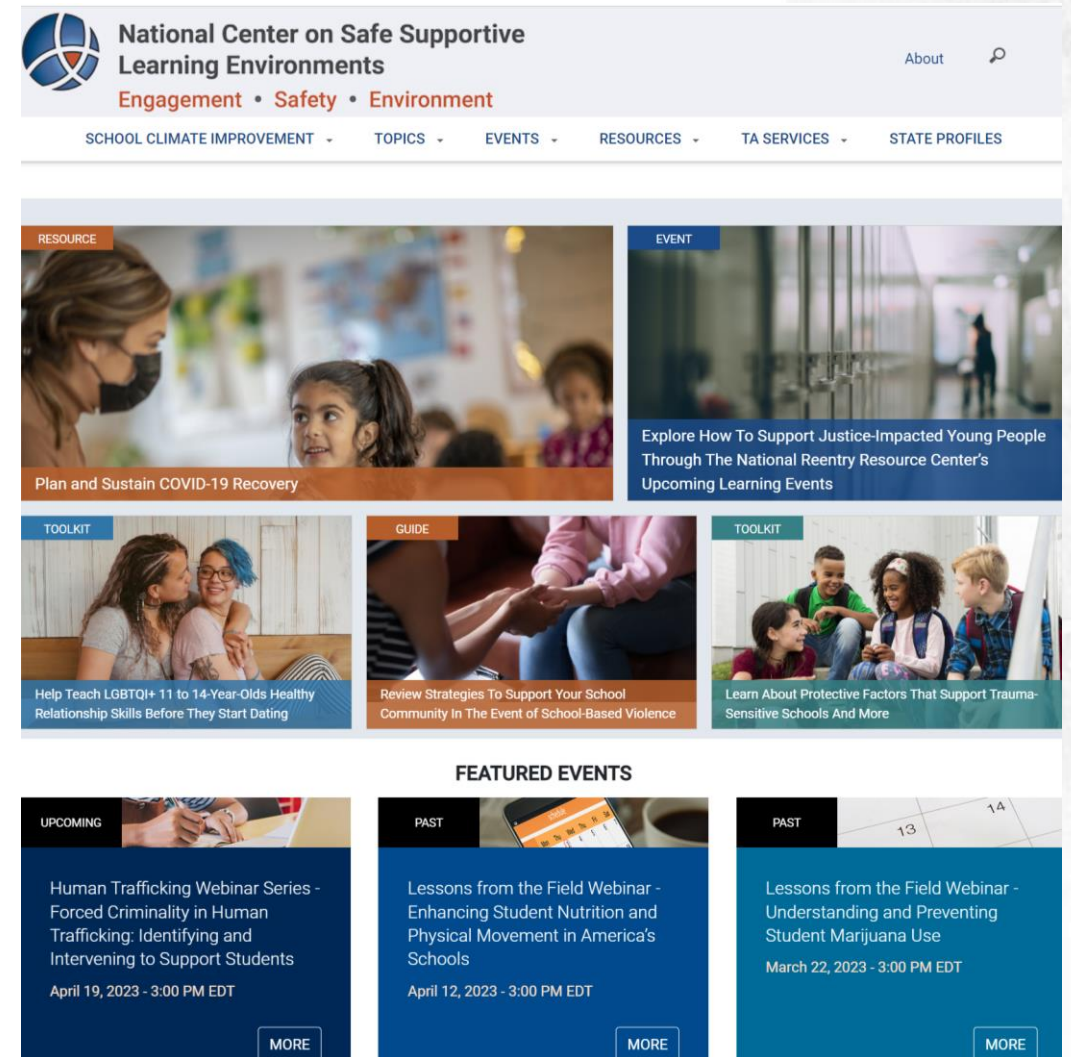 National Center on Safe Supportive
Learning Environments
Engagement • Safety • Environment
About
SCHOOL CLIMATE IMPROVEMENT
TOPICS
EVENTS
RESOURCES
TA SERVICES
STATE PROFILES
RESOURCE
Plan and Sustain COVID-19 Recovery
EVENT
Explore How To Support Justice-Impacted Young People
Through The National Reentry Resource Center's
Upcoming Learning Events
TOOLKIT
Help Teach LGBTQI+ 11 to 14-Year-Olds Healthy
Relationship Skills Before They Start Dating
GUIDE
Review Strategies To Support Your School
Community In The Event of School-Based Violence
TOOLKIT
Learn About Protective Factors That Support Trauma-
Sensitive Schools And More
FEATURED EVENTS
UPCOMING
Human Trafficking Webinar Series -
Forced Criminality in Human
Trafficking: Identifying and
Intervening to Support Students
April 19, 2023 - 3:00 PM EDT
MORE
PAST
Lessons from the Field Webinar -
Enhancing Student Nutrition and
Physical Movement in America's
Schools
April 12, 2023 - 3:00 PM EDT
MORE
PAST
13
14
Lessons from the Field Webinar -
Understanding and Preventing
Student Marijuana Use
March 22, 2023 - 3:00 PM EDT
MORE